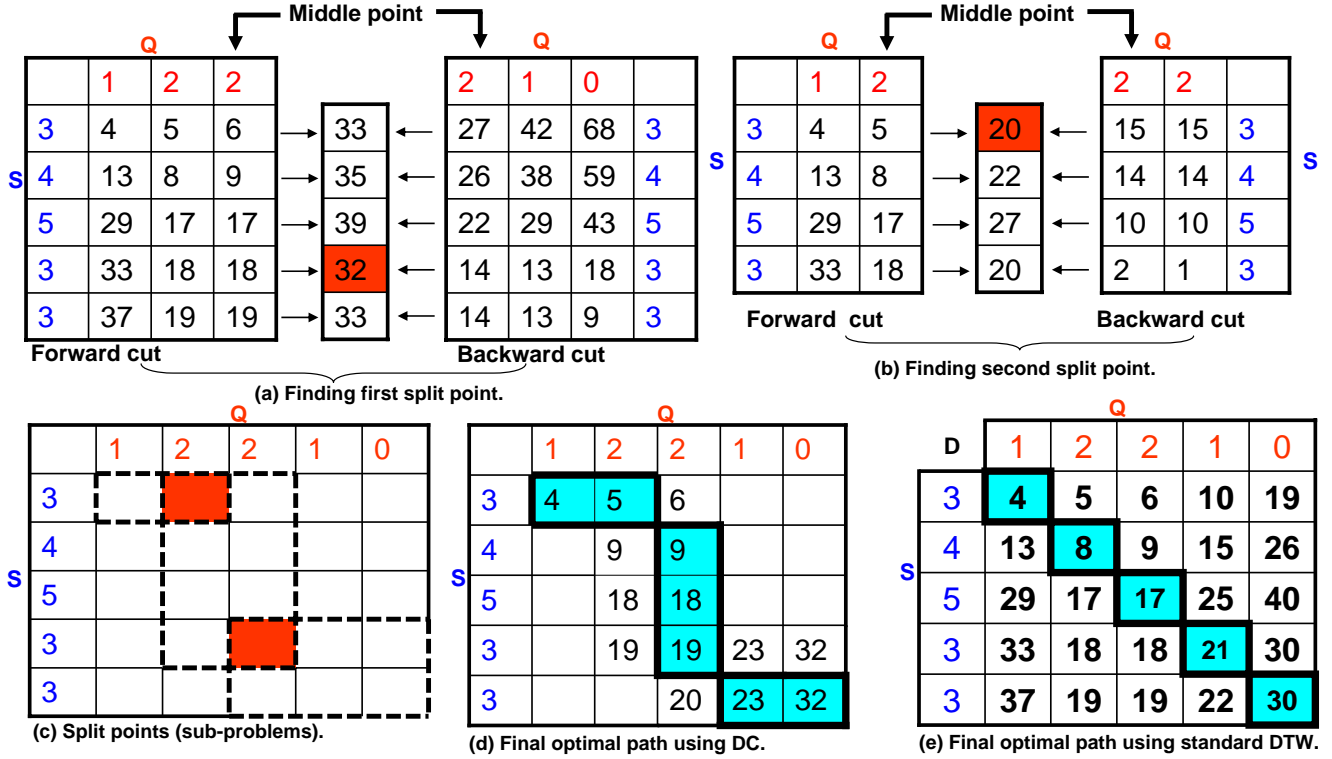 Middle point
Q Q
1 2 2 2 1 0
3 4 5 6 33 27 42 68 3
S 4 13 8 9 35 26 38 59 4
5 29 17 17 39 22 29 43 5
3 33 18 18 32 14 13 18 3
3 37 19 19 33 14 13 9 3
Forward cut Backward cut
(a) Finding first split point.
Middle point
Q Q
1 2 2 2
3 4 5 20 15 15 3
S 4 13 8 22 14 14 4 S
5 29 17 27 10 10 5
3 33 18 20 2 1 3
Forward cut Backward cut
(b) Finding second split point.
Q
1 2 2 1 0
3
4
S 5
3
3
(c) Split points (sub-problems).
Q
1 2 2 1 0
3 4 5 6
4 9 9
S 5 18 18
3 19 19 23 32
3 20 23 32
(d) Final optimal path using DC.
Q
D 1 2 2 1 0
3 4 5 6 10 19
S 4 13 8 9 15 26
5 29 17 17 25 40
3 33 18 18 21 30
3 37 19 19 22 30
(e) Final optimal path using standard DTW.